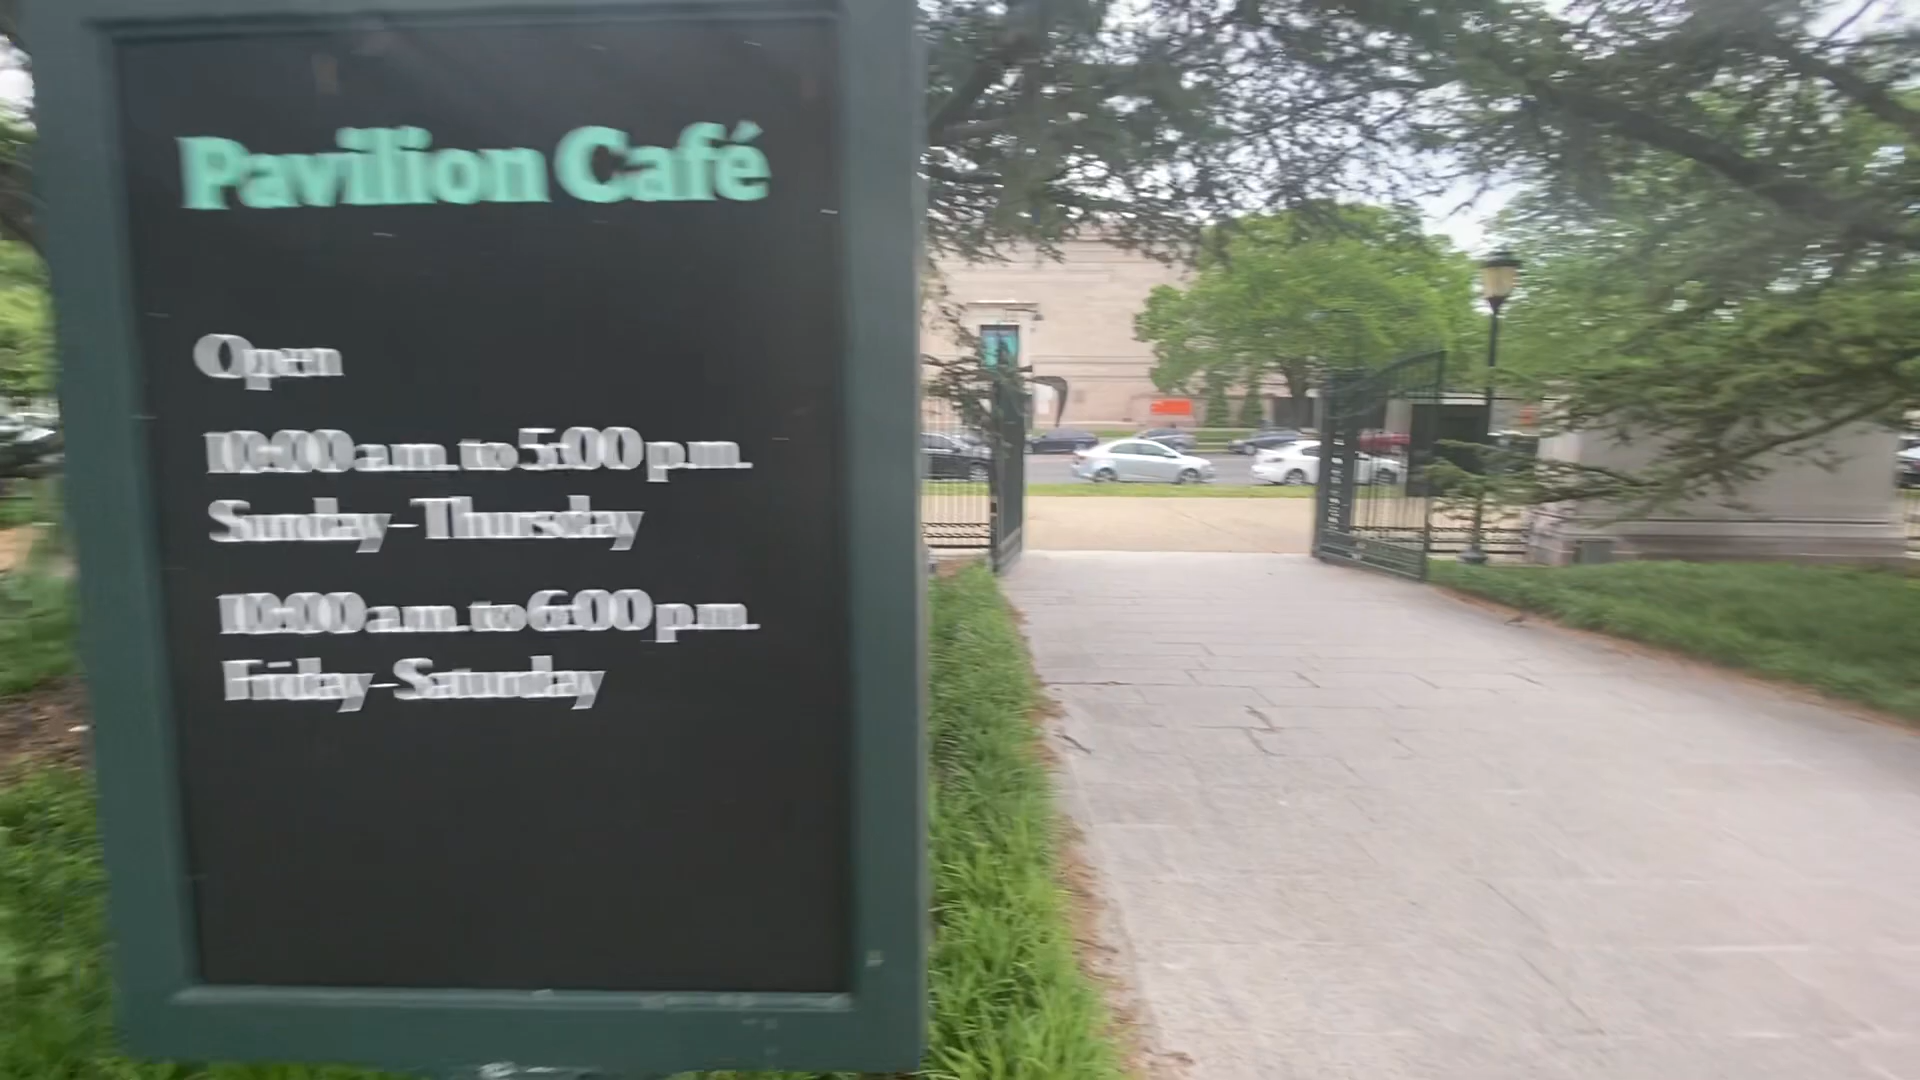 Pavilion Café
Open
10:00 a.m. to 5:00 p.m.
Sunday–Thursday
10:00 a.m. to 6:00 p.m.
Friday–Saturday